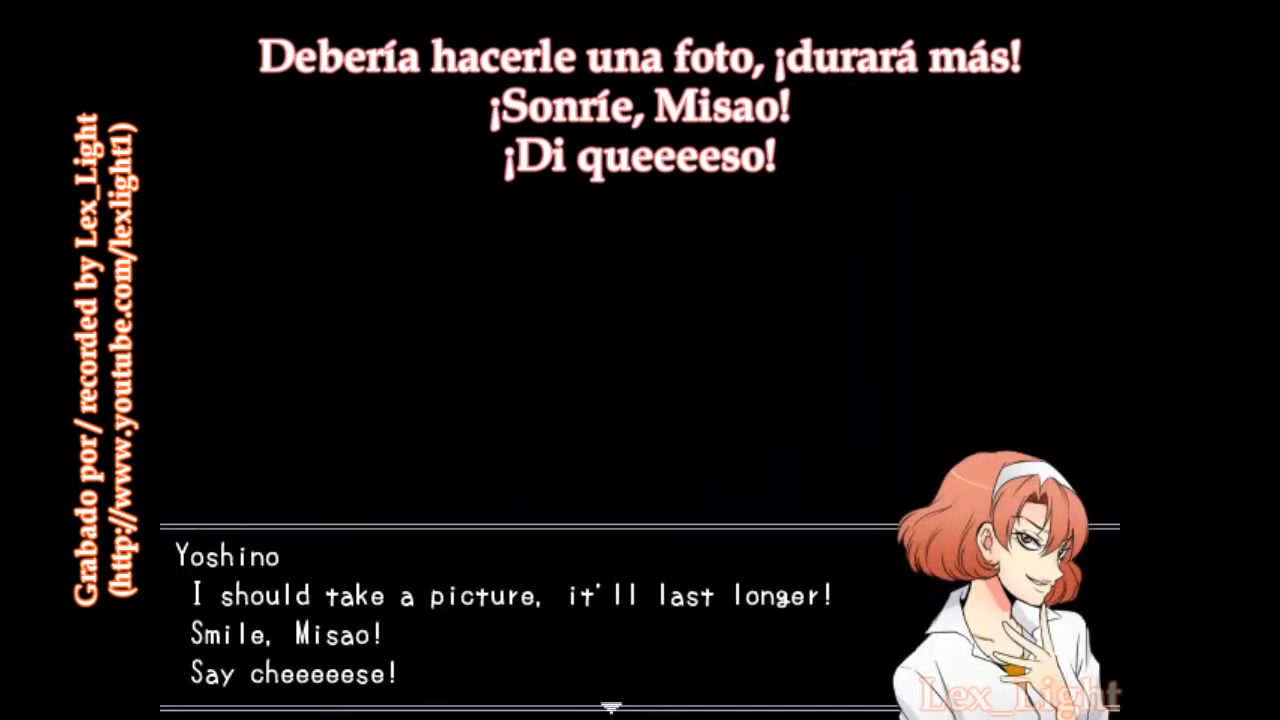 Debería hacerle una foto, ¡durará más!
¡Sonríe, Misao!
¡Di queeeeso!
Grabado por/ recorded by Lex_Light
(http://www.youtube.com/lexlight1)
Yoshino
I should take a picture, it'll last longer!
Smile, Misao!
Say cheeeeese!
Lex_Light